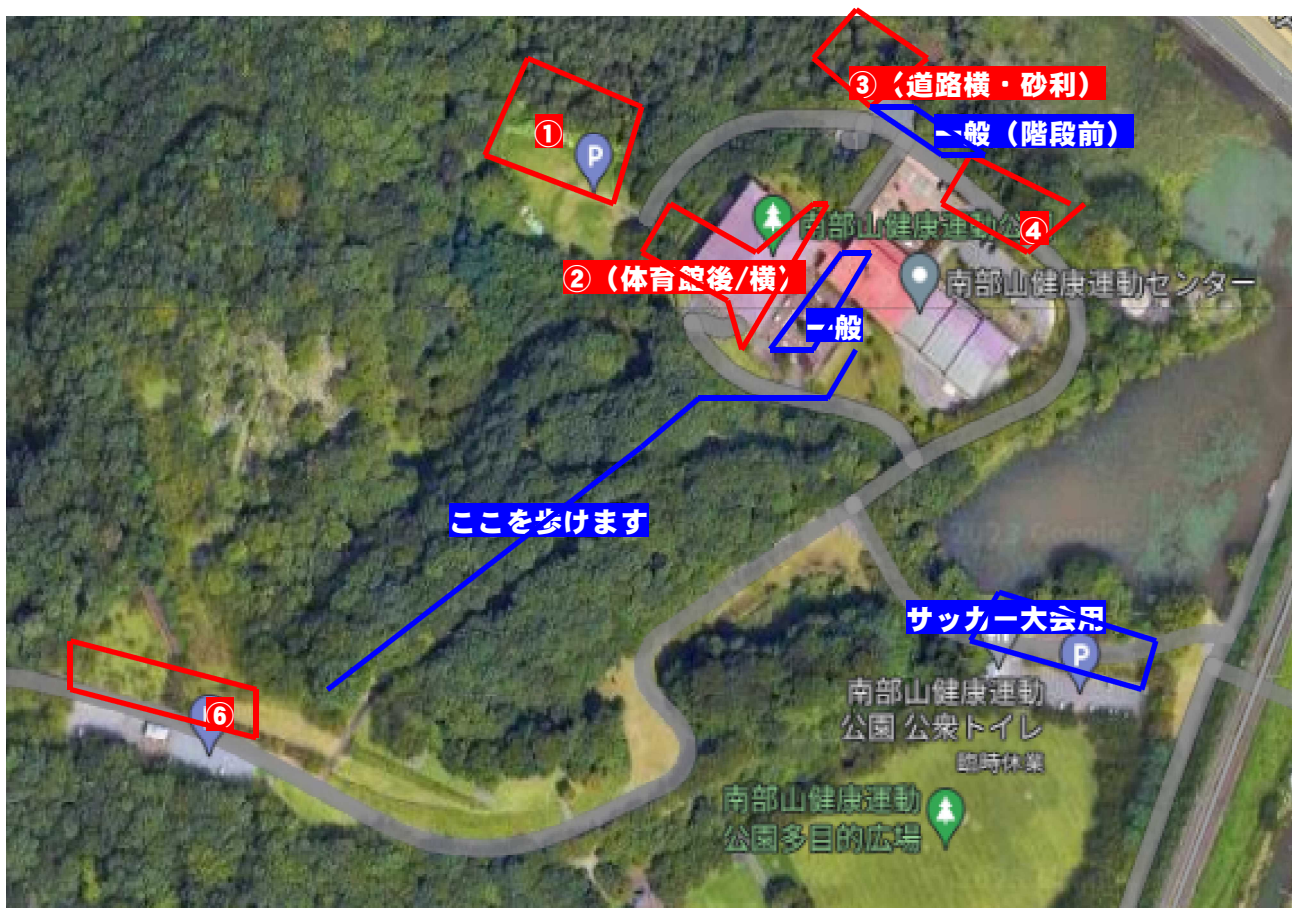 ③（道路横・砂利）
①
一般（階段前）
南部山健康運動公
④
②（体育館後/横）
南部山健康運動センター
一般
ここを歩けます
サッカー大会用
P
P
南部山健康運動
公園 公衆トイレ
臨時休業
⑥
南部山健康運動
公園多目的広場